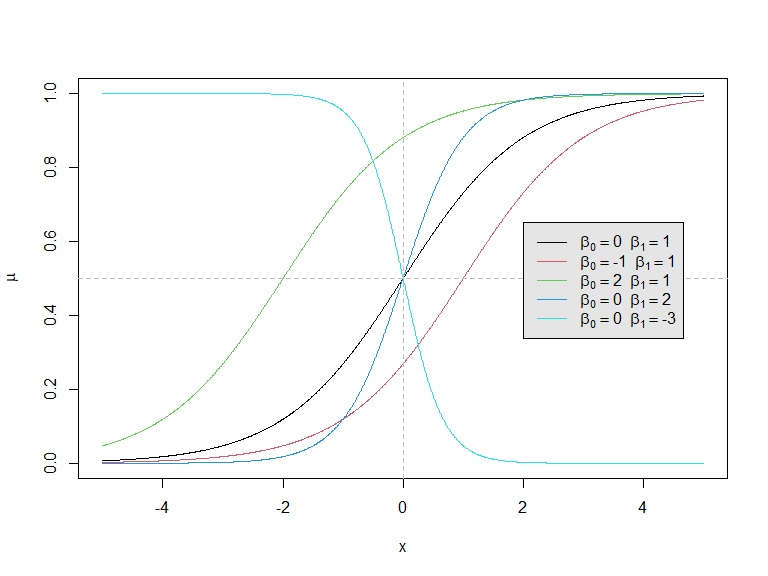 1.0
0.8
0.6
0.4
0.2
0.0
μ
β₀ = 0 β₁ = 1
β₀ = -1 β₁ = 1
β₀ = 2 β₁ = 1
β₀ = 0 β₁ = 2
β₀ = 0 β₁ = -3
-4 -2 0 2 4
x